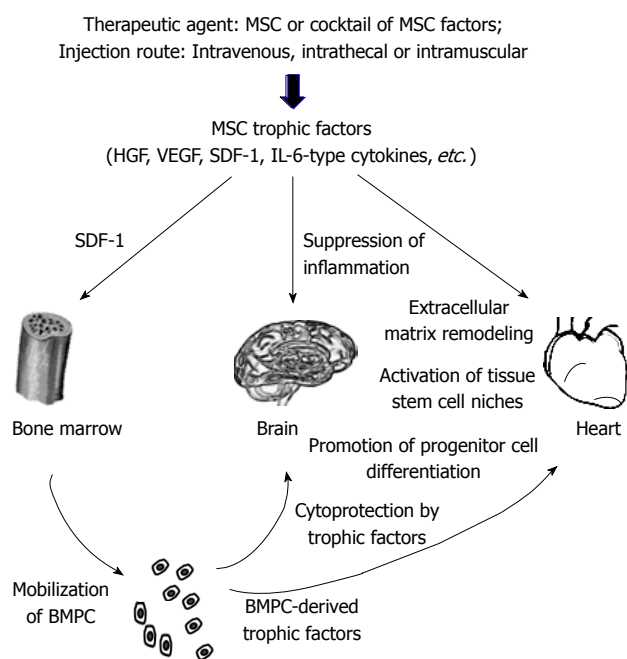 Therapeutic agent: MSC or cocktail of MSC factors;
Injection route: Intravenous, intrathecal or intramuscular
MSC trophic factors
(HGF, VEGF, SDF-1, IL-6-type cytokines, etc.)
SDF-1
Suppression of
inflammation
Extracellular
matrix remodeling
Activation of tissue
stem cell niches
Bone marrow
Brain
Heart
Promotion of progenitor cell
differentiation
Cytoprotection by
trophic factors
Mobilization
of BMPC
BMPC-derived
trophic factors